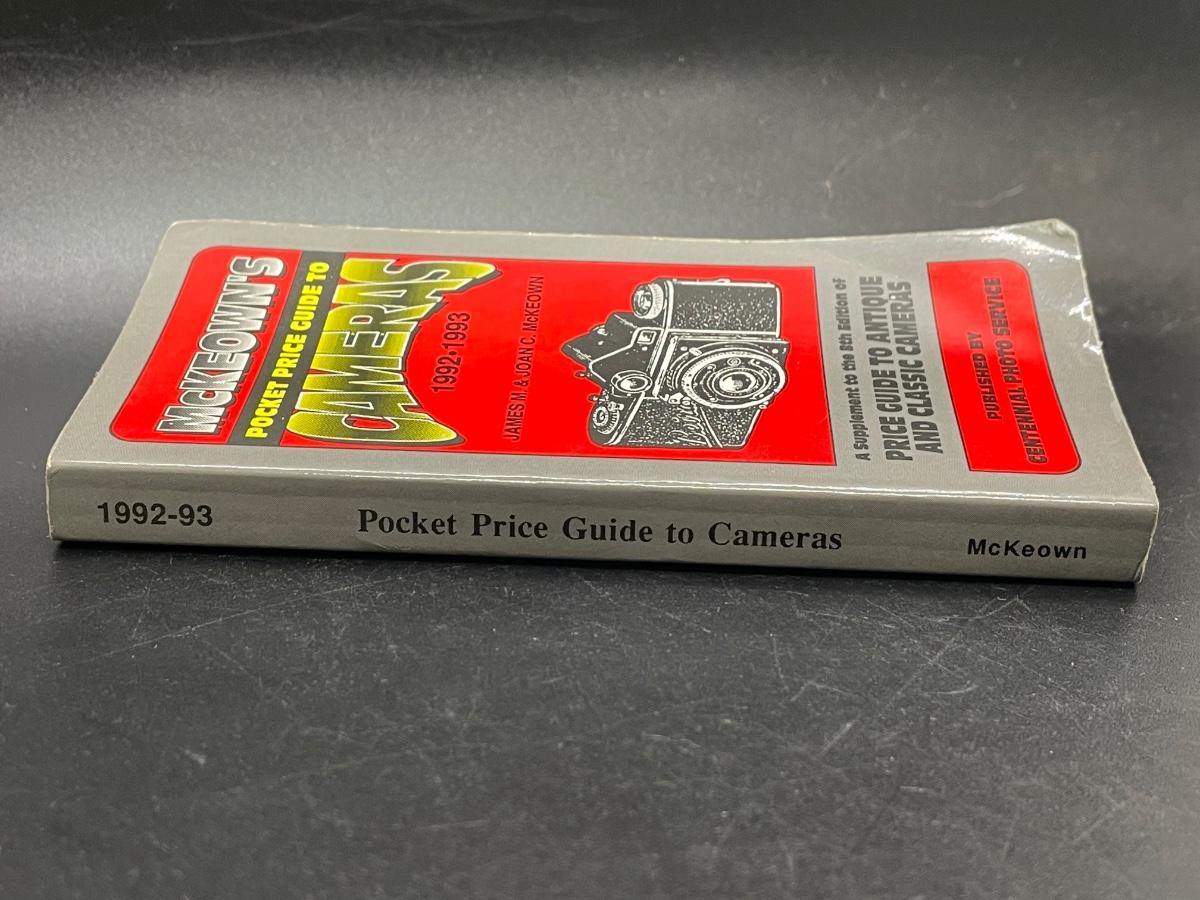 McKEOWN'S
POCKET PRICE GUIDE TO
CAMERAS
1992•1993
JAMES M & JOAN C. McKEOWN
A Supplement to the 8th Edition of
PRICE GUIDE TO ANTIQUE
AND CLASSIC CAMERAS
PUBLISHED BY
CENTENNIAL PHOTO SERVICE
1992-93
Pocket Price Guide to Cameras
McKeown